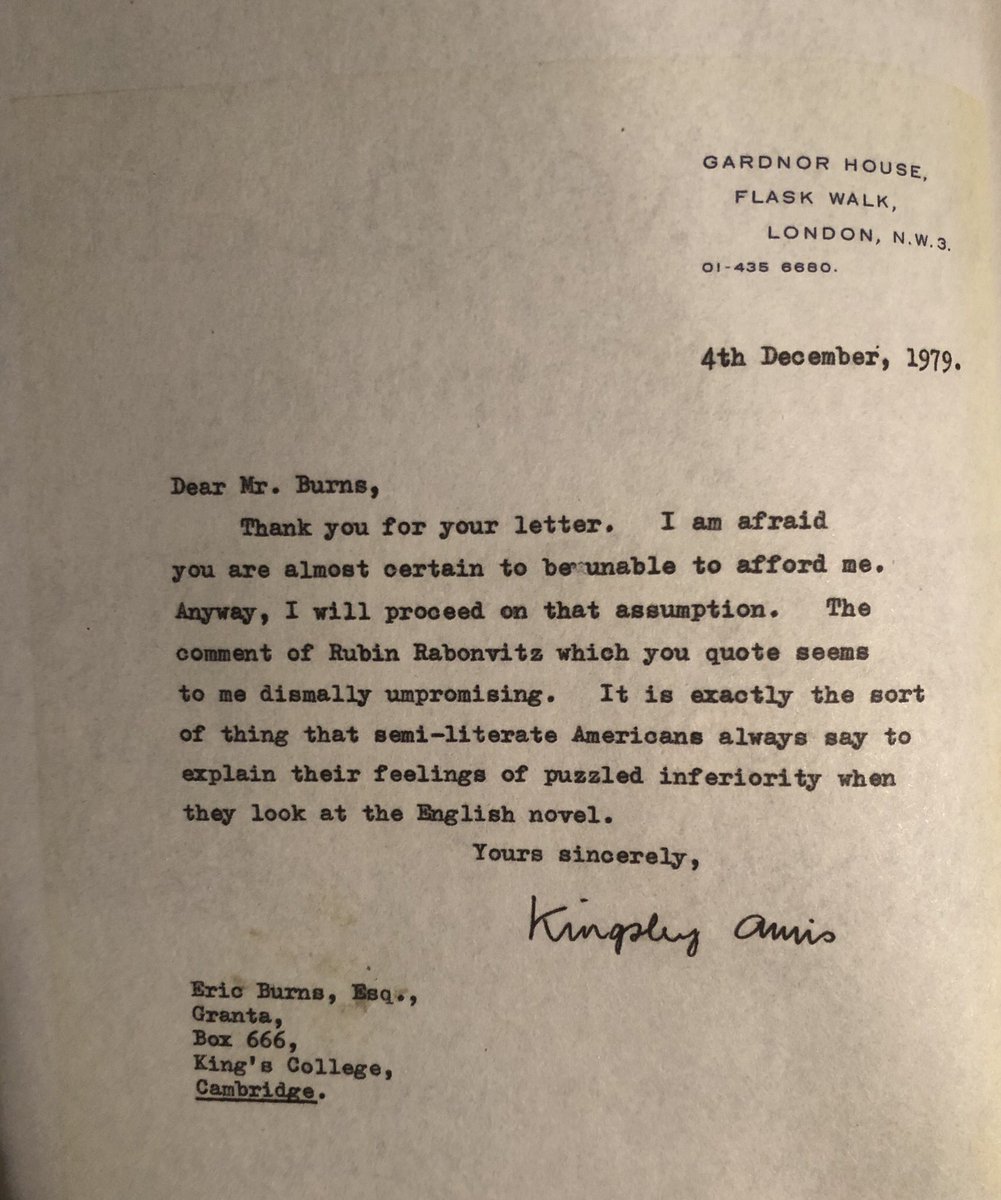 GARDNOR HOUSE,
FLASK WALK,
LONDON, N.W.3.
01-435 6680.
4th December, 1979.
Dear Mr. Burns,
Thank you for your letter. I am afraid
you are almost certain to be unable to afford me.
Anyway, I will proceed on that assumption. The
comment of Rubin Rabonvitz which you quote seems
to me dismally umpromising. It is exactly the sort
of thing that semi-literate Americans always say to
explain their feelings of puzzled inferiority when
they look at the English novel.
Yours sincerely,
Kingsley Amis
Eric Burns, Esq.,
Granta,
Box 666,
King's College,
Cambridge.